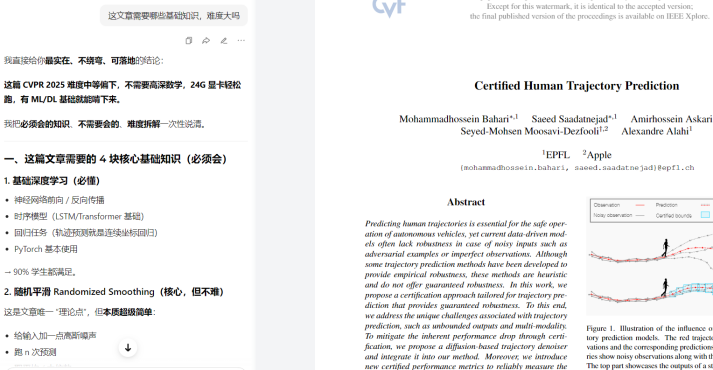 这文章需要哪些基础知识，难度大吗
我直接给你最实在、不绕弯、可落地的结论：
这篇 CVPR 2025 难度中等偏下，不需要高深数学，24G 显卡轻松
跑，有 ML/DL 基础就能啃下来。
我把必须会的知识、不需要会的、难度拆解一次性说清。
一、这篇文章需要的 4 块核心基础知识（必须会）
1. 基础深度学习（必懂）
• 神经网络前向 / 反向传播
• 时序模型（LSTM/Transformer 基础）
• 回归任务（轨迹预测就是连续坐标回归）
• PyTorch 基本使用
→ 90% 学生都满足。
2. 随机平滑 Randomized Smoothing（核心，但不难）
这是文章唯一 “理论点”，但本质超级简单：
• 给输入加一点高斯噪声
• 跑 n 次预测
CVF
Except for this watermark, it is identical to the accepted version;
the final published version of the proceedings is available on IEEE Xplore.
Certified Human Trajectory Prediction
Mohammadhossein Bahari*,1 Saeed Saadatnejad*,1 Amirhossein Askari
Seyed-Mohsen Moosavi-Dezfooli†,2 Alexandre Alahi1
1EPFL 2Apple
{mohammadhossein.bahari, saeed.saadatnejad}@epfl.ch
Abstract
Predicting human trajectories is essential for the safe oper-
ation of autonomous vehicles, yet current data-driven mod-
els often lack robustness in case of noisy inputs such as
adversarial examples or imperfect observations. Although
some trajectory prediction methods have been developed to
provide empirical robustness, these methods are heuristic
and do not offer guaranteed robustness. In this work, we
propose a certification approach tailored for trajectory pre-
diction that provides guaranteed robustness. To this end,
we address the unique challenges associated with trajectory
prediction, such as unbounded outputs and multi-modality.
To mitigate the inherent performance drop through certi-
fication, we propose a diffusion-based trajectory denoiser
and integrate it into our method. Moreover, we introduce
new certified performance metrics to reliably measure the
Observation Prediction
Noisy observation Certified bounds
Figure 1. Illustration of the influence o
tory prediction models. The red trajecto
vations and the corresponding predictions
ries show noisy observations along with th
The top part showcases the outputs of a st